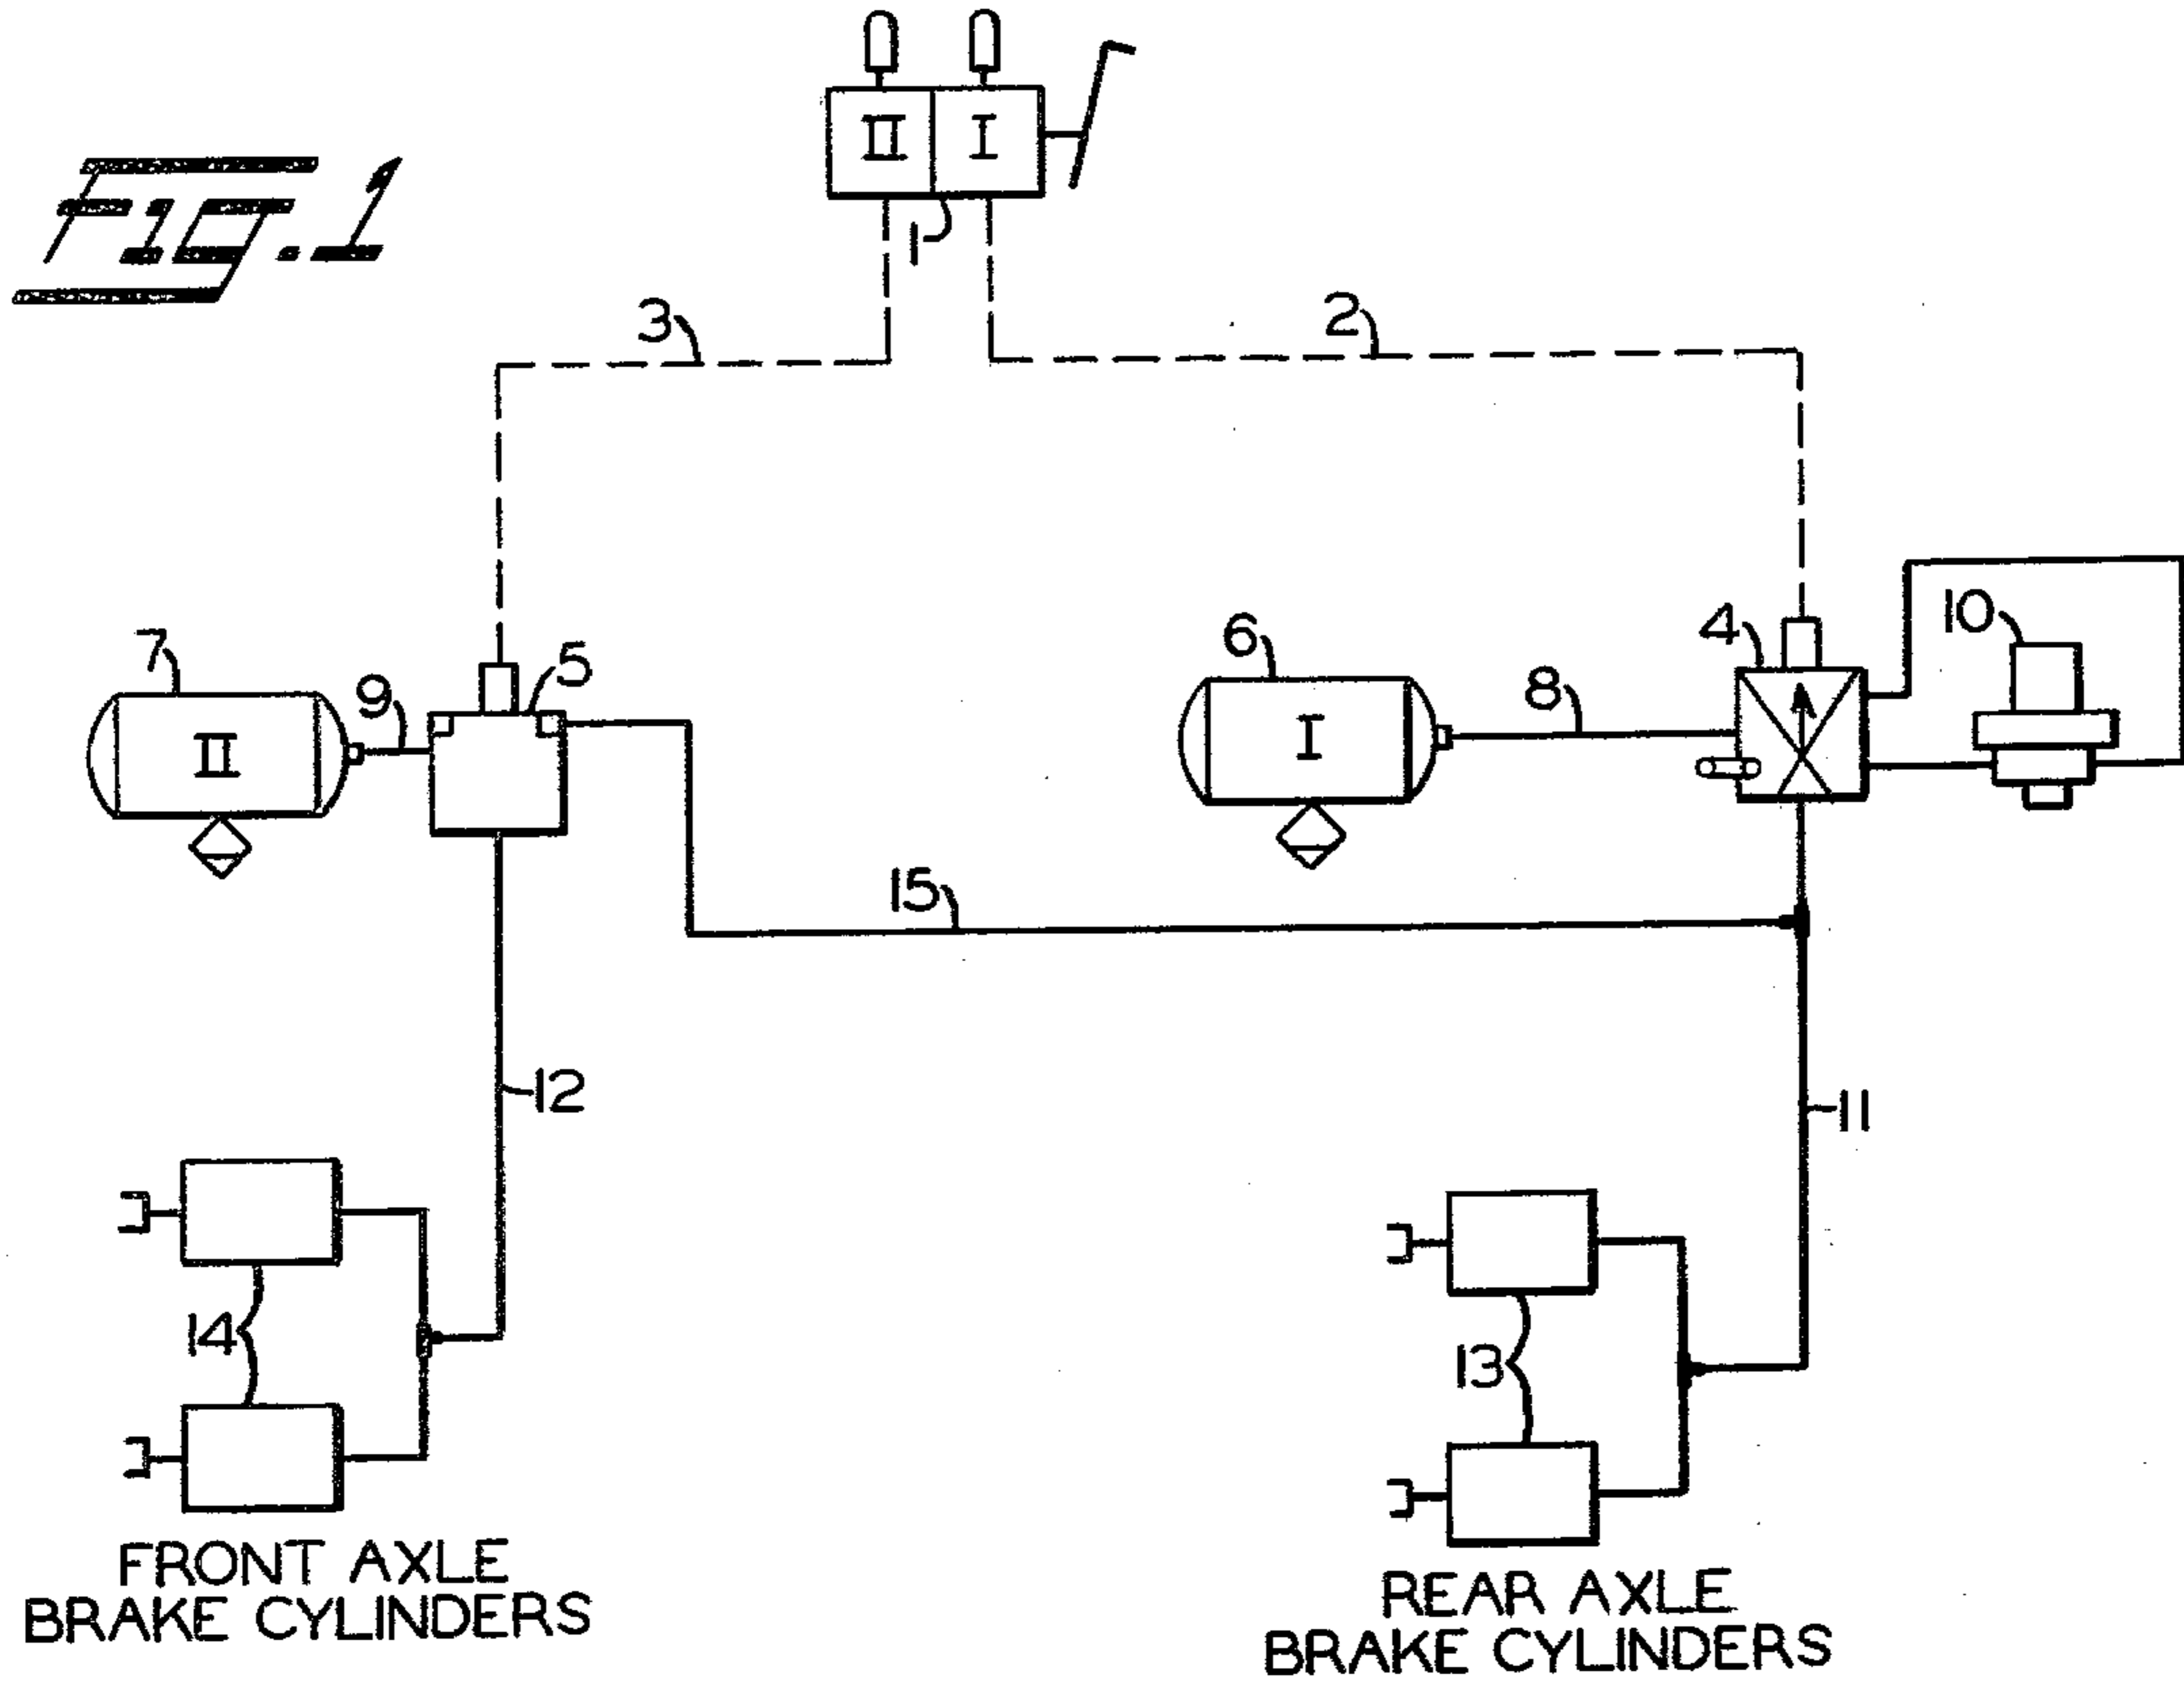 Fig. 1
II I
1
3
2
7
9
5
6
8
4
10
II
I
15
12
11
14
13
FRONT AXLE
BRAKE CYLINDERS
REAR AXLE
BRAKE CYLINDERS